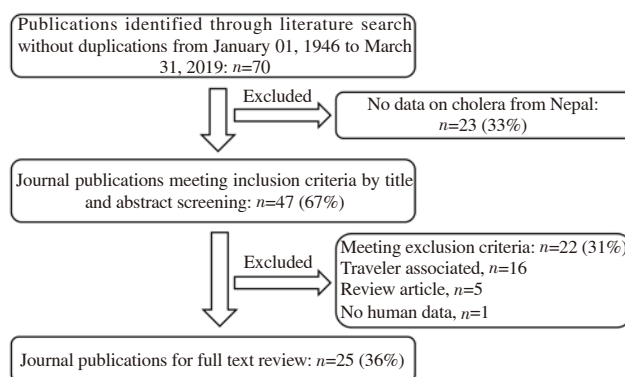 Publications identified through literature search
without duplications from January 01, 1946 to March
31, 2019: n=70
Excluded
No data on cholera from Nepal:
n=23 (33%)
Journal publications meeting inclusion criteria by title
and abstract screening: n=47 (67%)
Excluded
Meeting exclusion criteria: n=22 (31%)
Traveler associated, n=16
Review article, n=5
No human data, n=1
Journal publications for full text review: n=25 (36%)